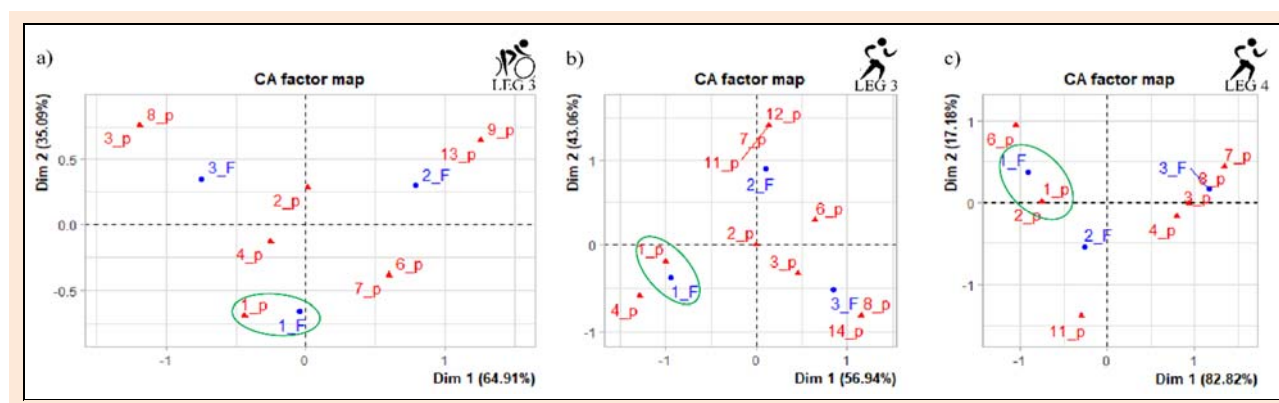 a)
LEG 3
CA factor map
Dim 2 (35.09%)
0.5
0.0
-0.5
-1
0
1
Dim 1 (64.91%)
8_p
3_p
3_F
9_p
13_p
2_F
2_p
4_p
6_p
7_p
1_p
1_F
b)
LEG 3
CA factor map
Dim 2 (43.06%)
1
0
-1
-1
0
1
Dim 1 (56.94%)
12_p
7_p
11_p
2_F
6_p
2_p
1_p
3_p
1_F
4_p
3_F
8_p
14_p
c)
LEG 4
CA factor map
Dim 2 (17.18%)
1
0
-1
-1
0
1
Dim 1 (82.82%)
6_p
1_F
1_p
2_p
3_F
7_p
8_p
3_p
4_p
2_F
11_p